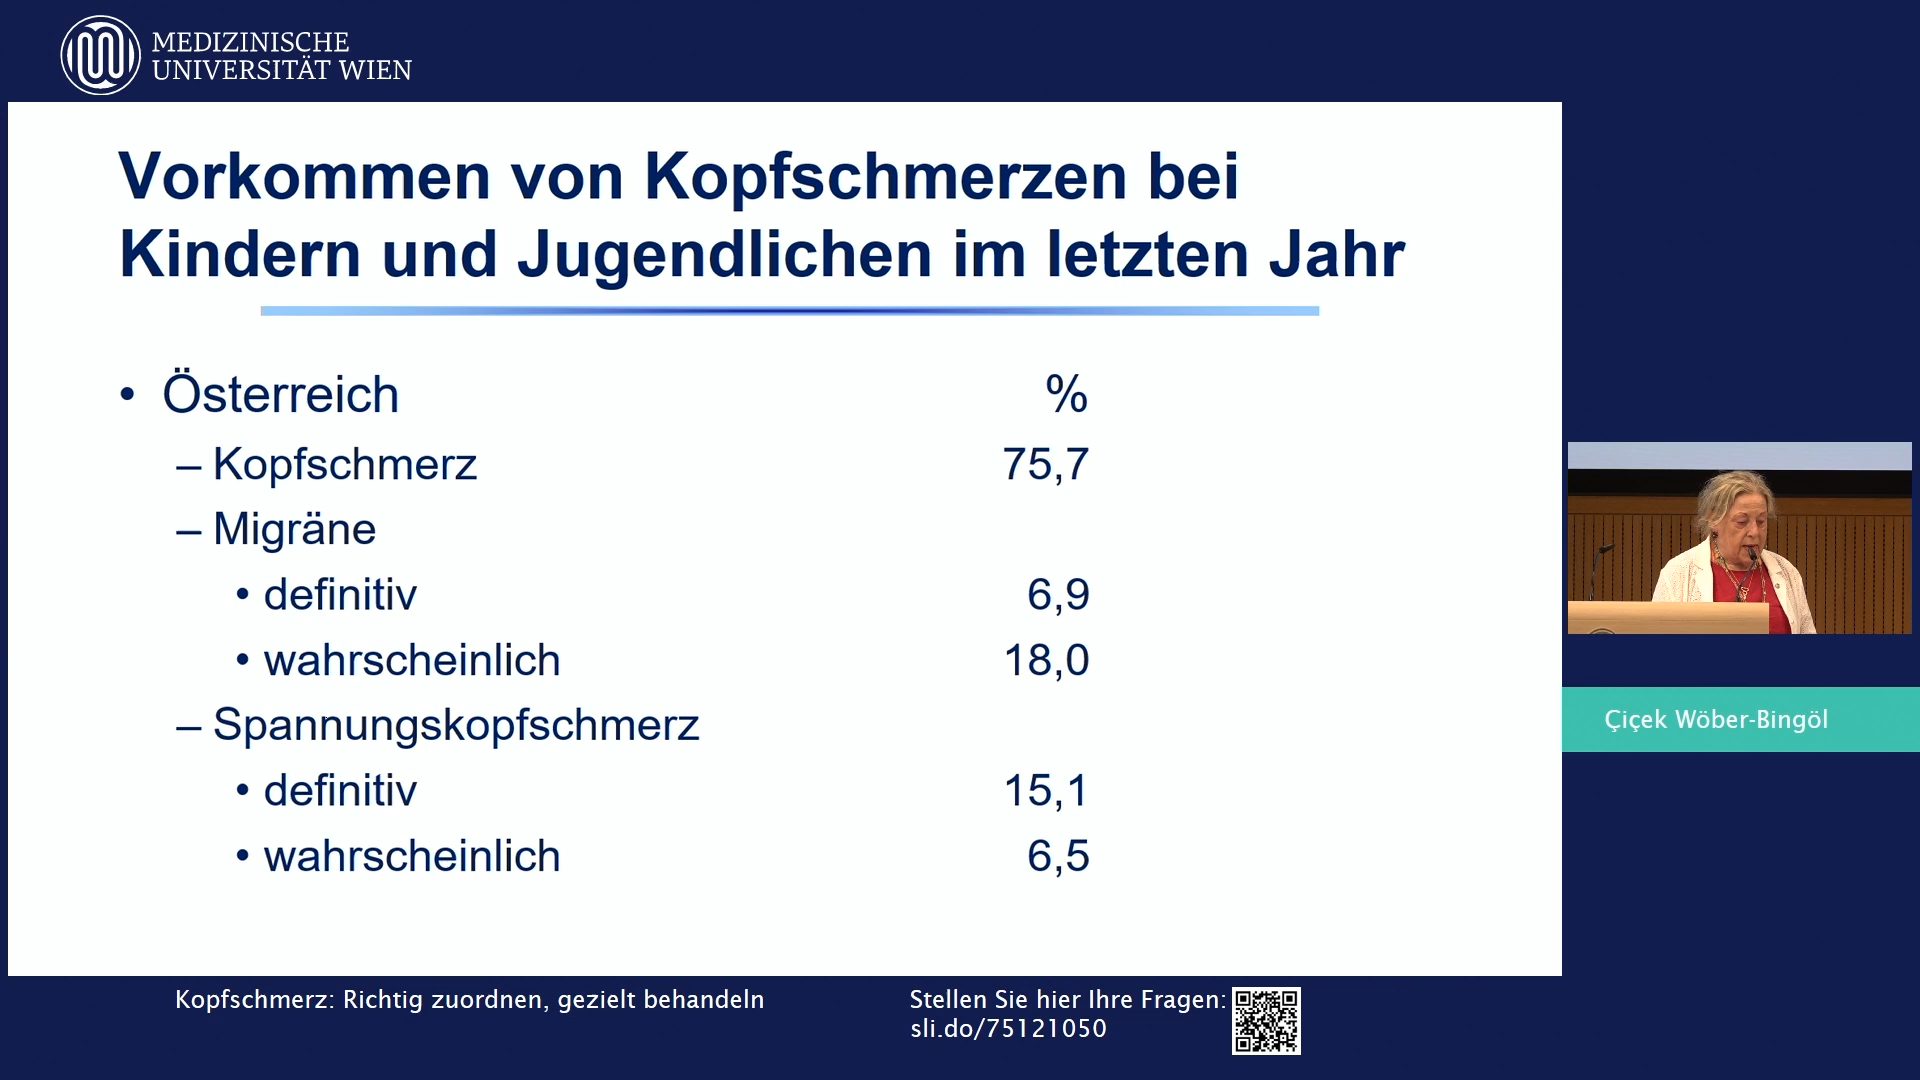 MEDIZINISCHE
UNIVERSITÄT WIEN
Vorkommen von Kopfschmerzen bei
Kindern und Jugendlichen im letzten Jahr
• Österreich %
– Kopfschmerz 75,7
– Migräne
• definitiv 6,9
• wahrscheinlich 18,0
– Spannungskopfschmerz
• definitiv 15,1
• wahrscheinlich 6,5
Çiçek Wöber-Bingöl
Kopfschmerz: Richtig zuordnen, gezielt behandeln
Stellen Sie hier Ihre Fragen:
sli.do/75121050